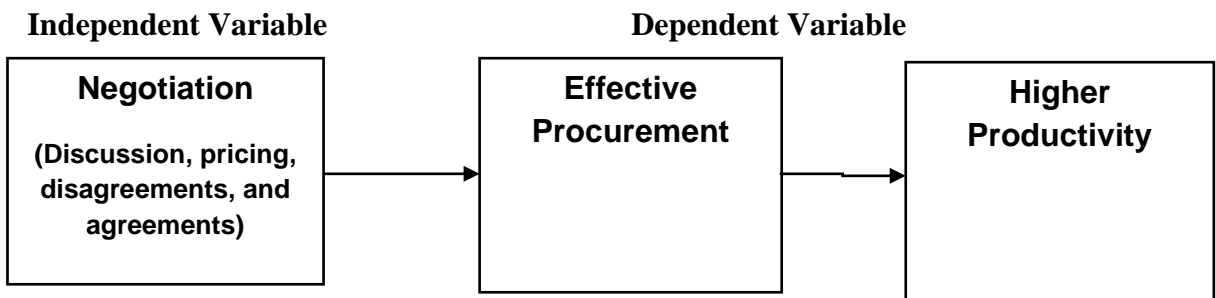 Independent Variable
Dependent Variable
Negotiation
(Discussion, pricing,
disagreements, and
agreements)
Effective
Procurement
Higher
Productivity